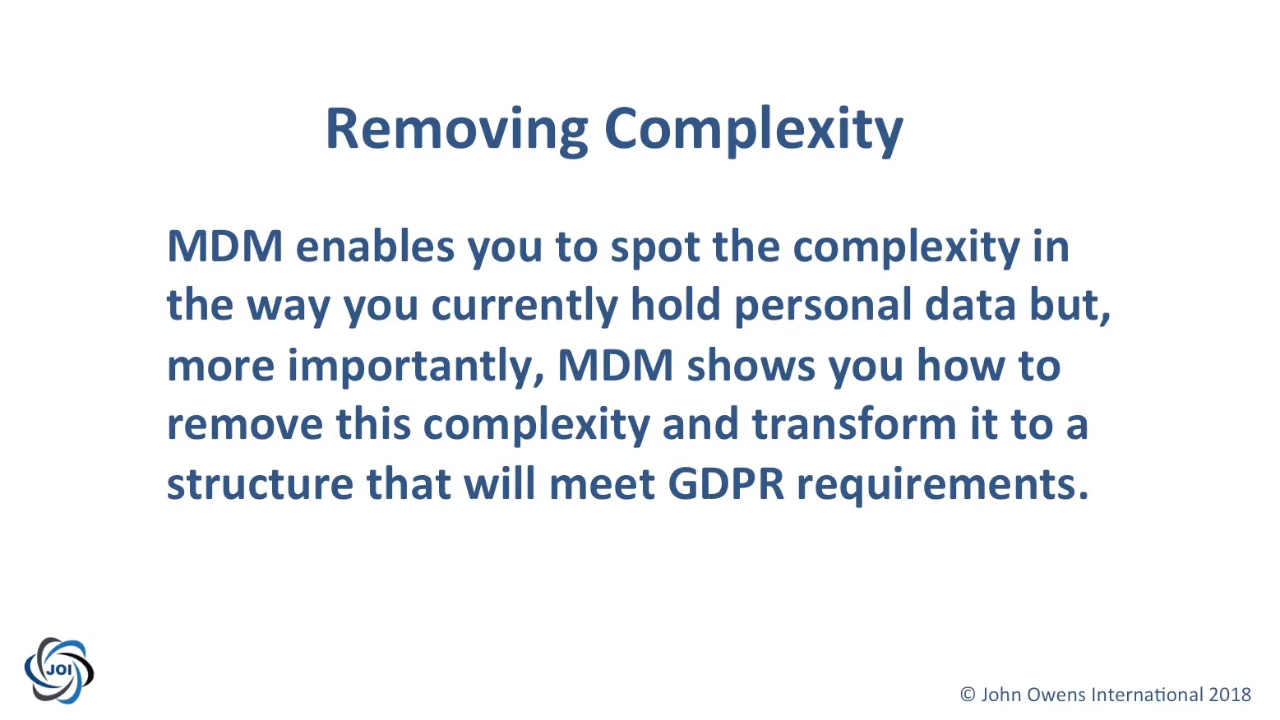 Removing Complexity
MDM enables you to spot the complexity in
the way you currently hold personal data but,
more importantly, MDM shows you how to
remove this complexity and transform it to a
structure that will meet GDPR requirements.
JOI
© John Owens International 2018